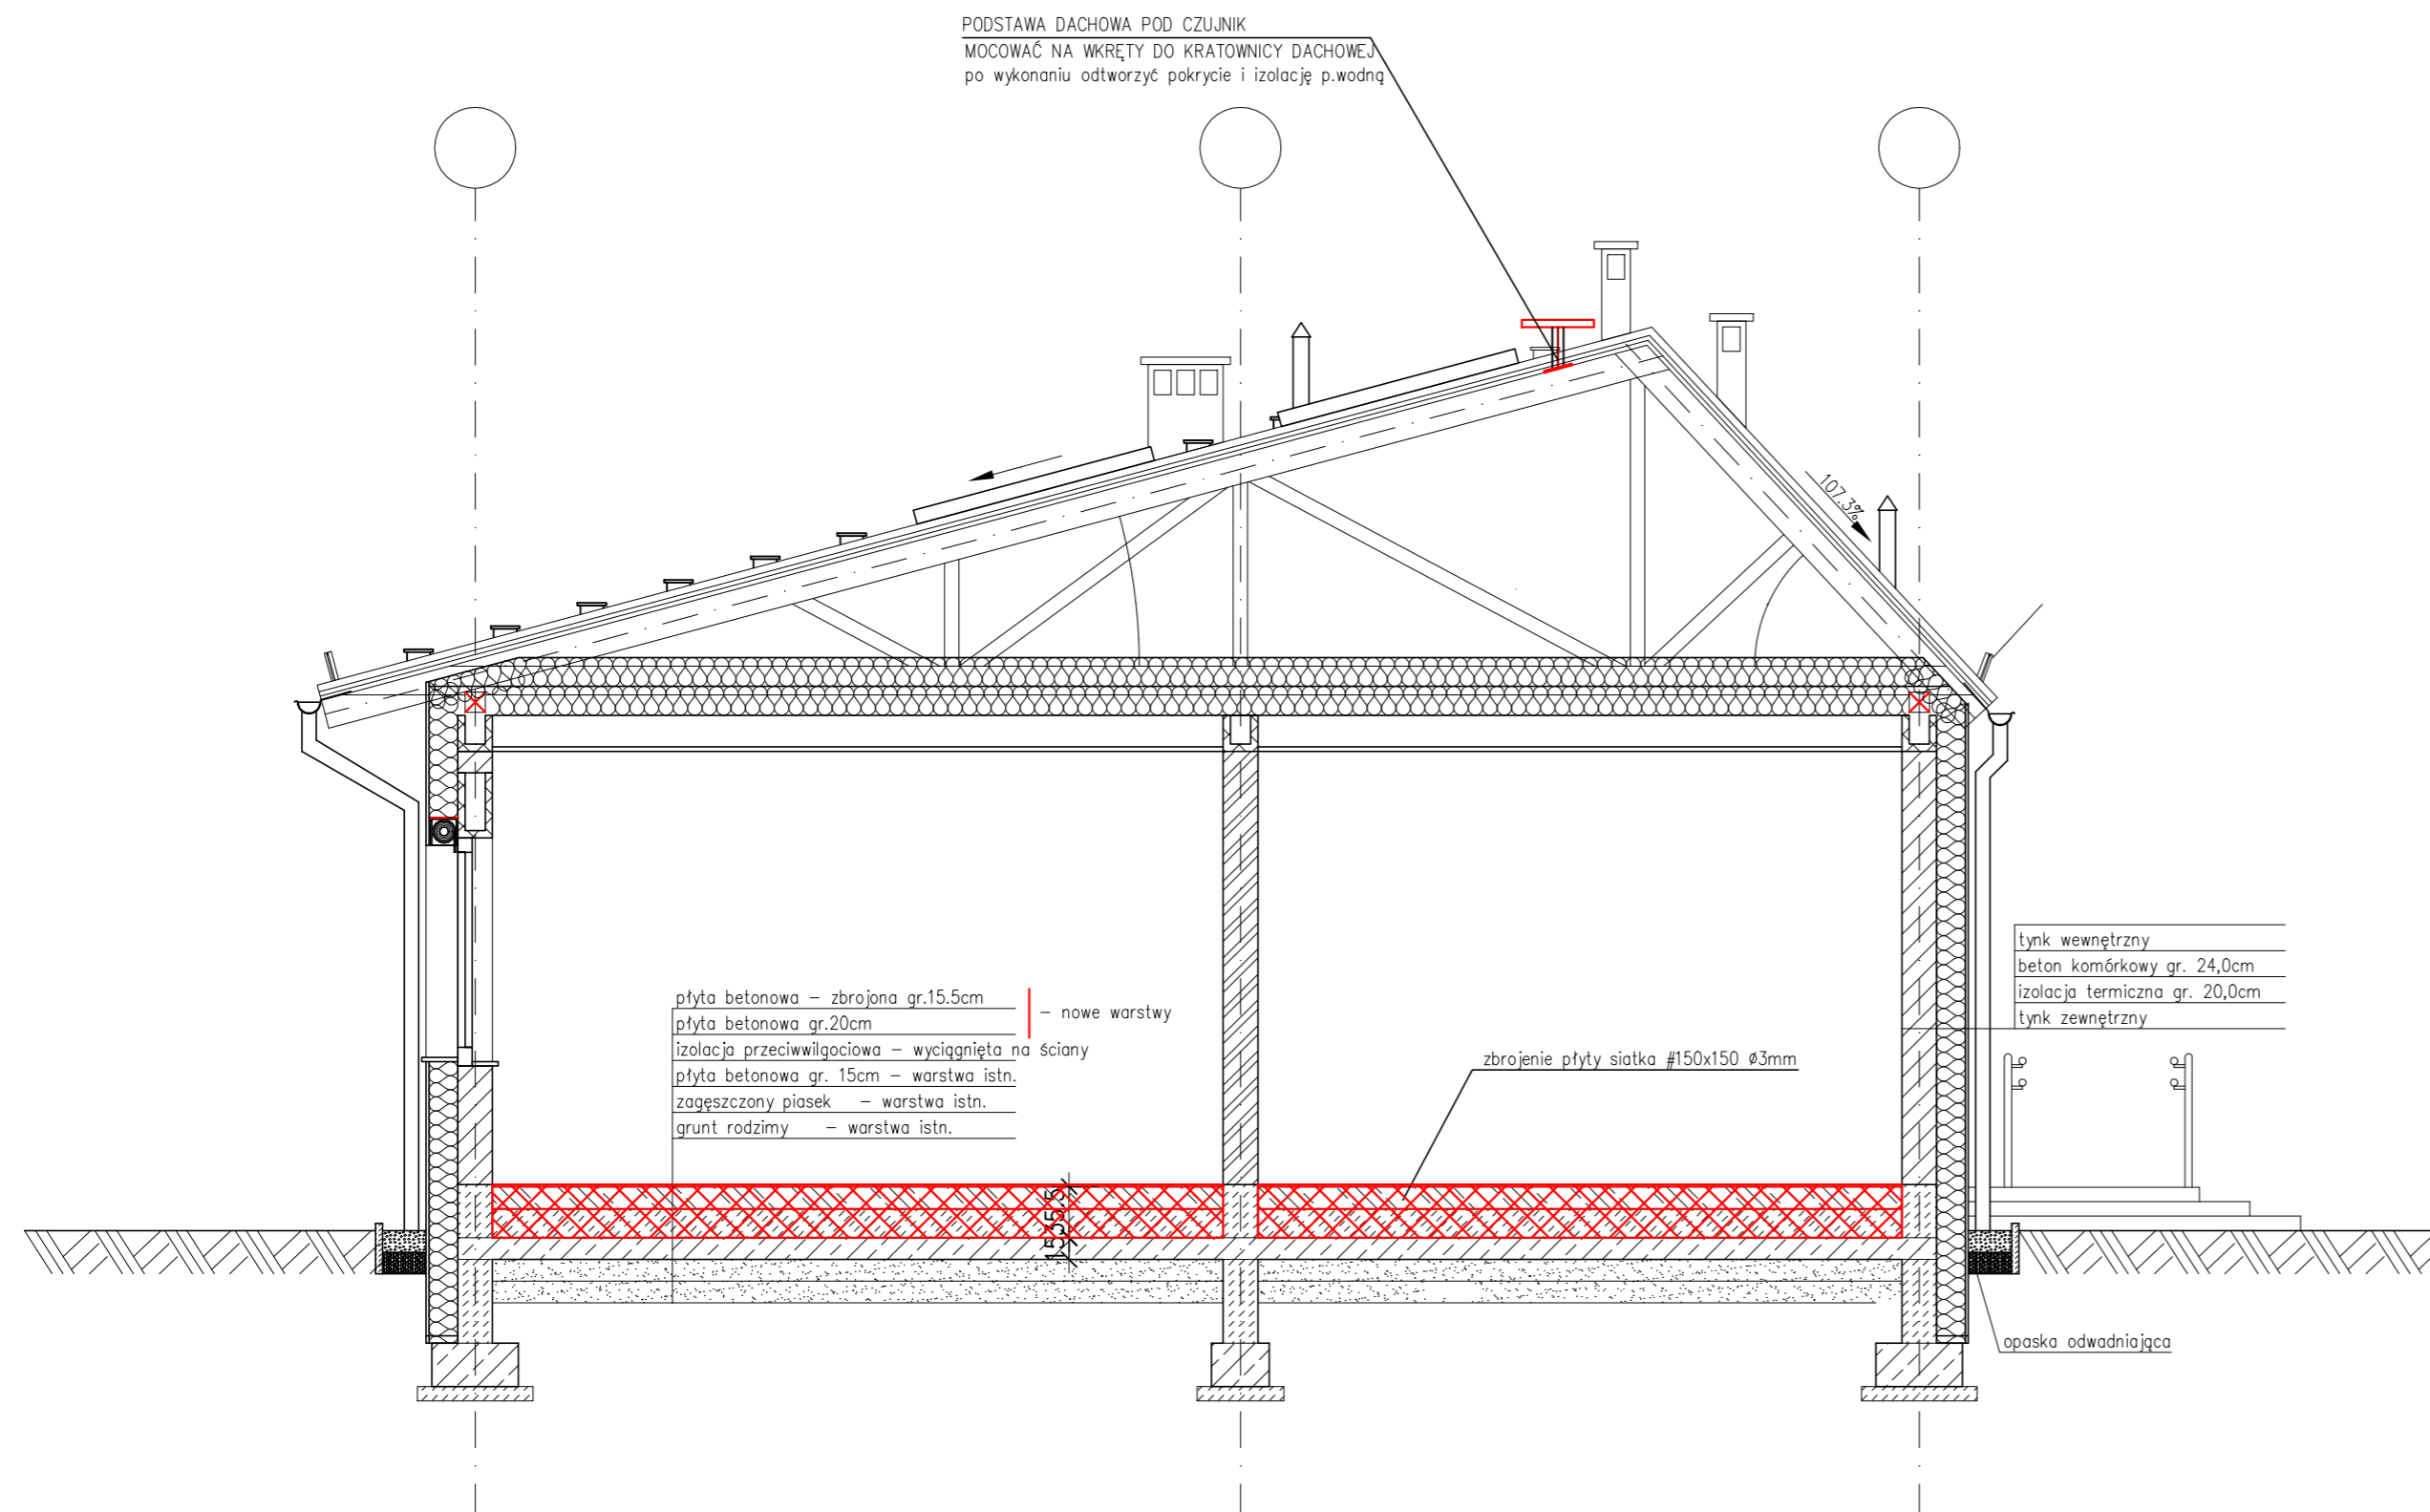 PODSTAWA DACHOWA POD CZUJNIK
MOCOWAĆ NA WKRĘTY DO KRATOWNICY DACHOWEJ
po wykonaniu odtworzyć pokrycie i izolację p.wodną
107.3%
tynk wewnętrzny
beton komórkowy gr. 24,0cm
izolacja termiczna gr. 20,0cm
tynk zewnętrzny
płyta betonowa – zbrojona gr.15.5cm
płyta betonowa gr.20cm
– nowe warstwy
izolacja przeciwwilgociowa – wyciągnięta na ściany
płyta betonowa gr. 15cm – warstwa istn.
zagęszczony piasek – warstwa istn.
grunt rodzimy – warstwa istn.
zbrojenie płyty siatka #150x150 ø3mm
opaska odwadniająca